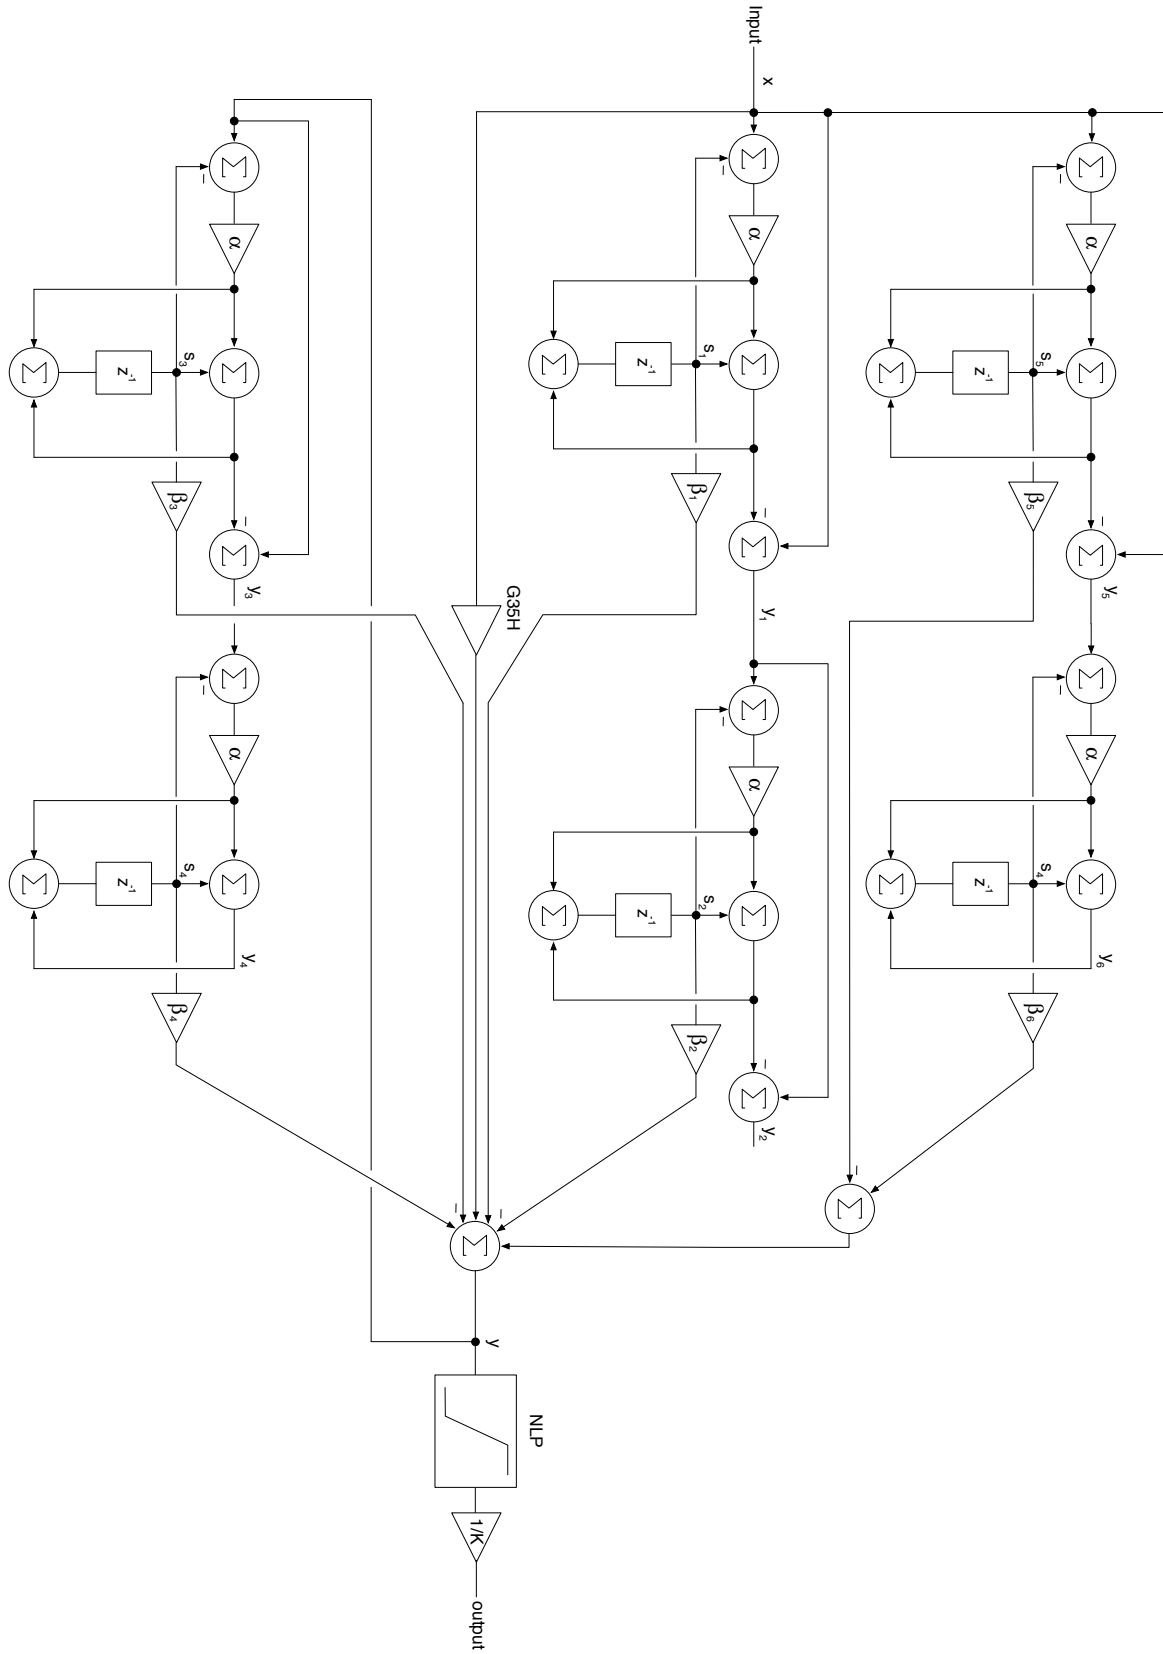 Σ
–
α
Σ
s₅
z⁻¹
Σ
β₅
–
Σ
y₅
Σ
–
α
Σ
s₄
z⁻¹
Σ
y₆
β₆
–
Σ
Input
x
Σ
–
α
Σ
s₁
z⁻¹
Σ
β₁
–
Σ
y₁
Σ
–
α
Σ
s₂
z⁻¹
Σ
β₂
–
Σ
y₂
G35H
–
–
Σ
y
NLP
1/K
output
Σ
–
α
Σ
s₃
z⁻¹
Σ
β₃
–
Σ
y₃
Σ
–
α
Σ
s₄
z⁻¹
Σ
y₄
β₄